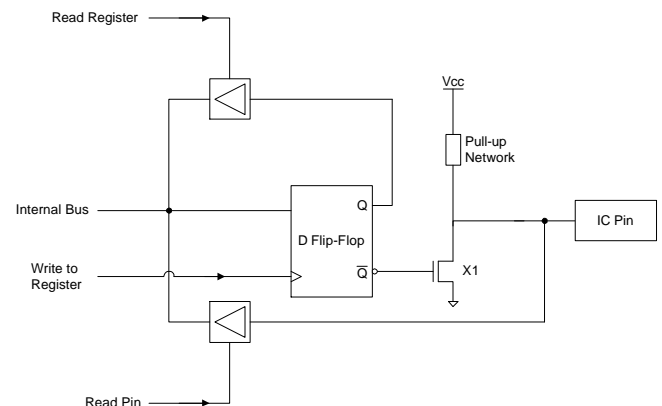 Read Register
Vcc
Pull-up
Network
Internal Bus
Q
IC Pin
D Flip-Flop
Write to
Register
Q̅
X1
Read Pin